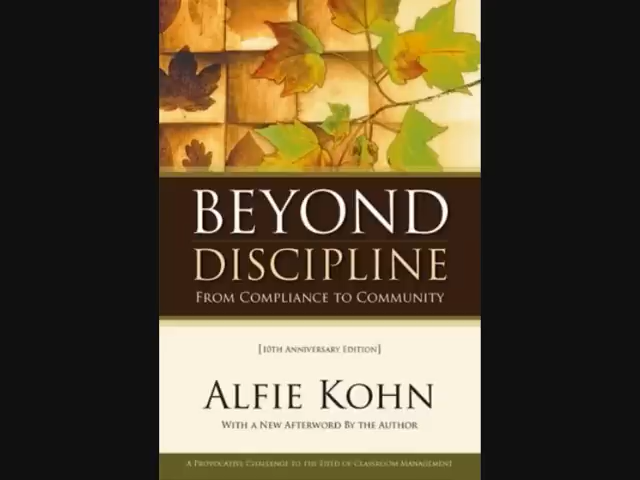 BEYOND
DISCIPLINE
FROM COMPLIANCE TO COMMUNITY
[10TH ANNIVERSARY EDITION]
ALFIE KOHN
WITH A NEW AFTERWORD BY THE AUTHOR
A PROVOCATIVE CHALLENGE TO THE FIELD OF CLASSROOM MANAGEMENT